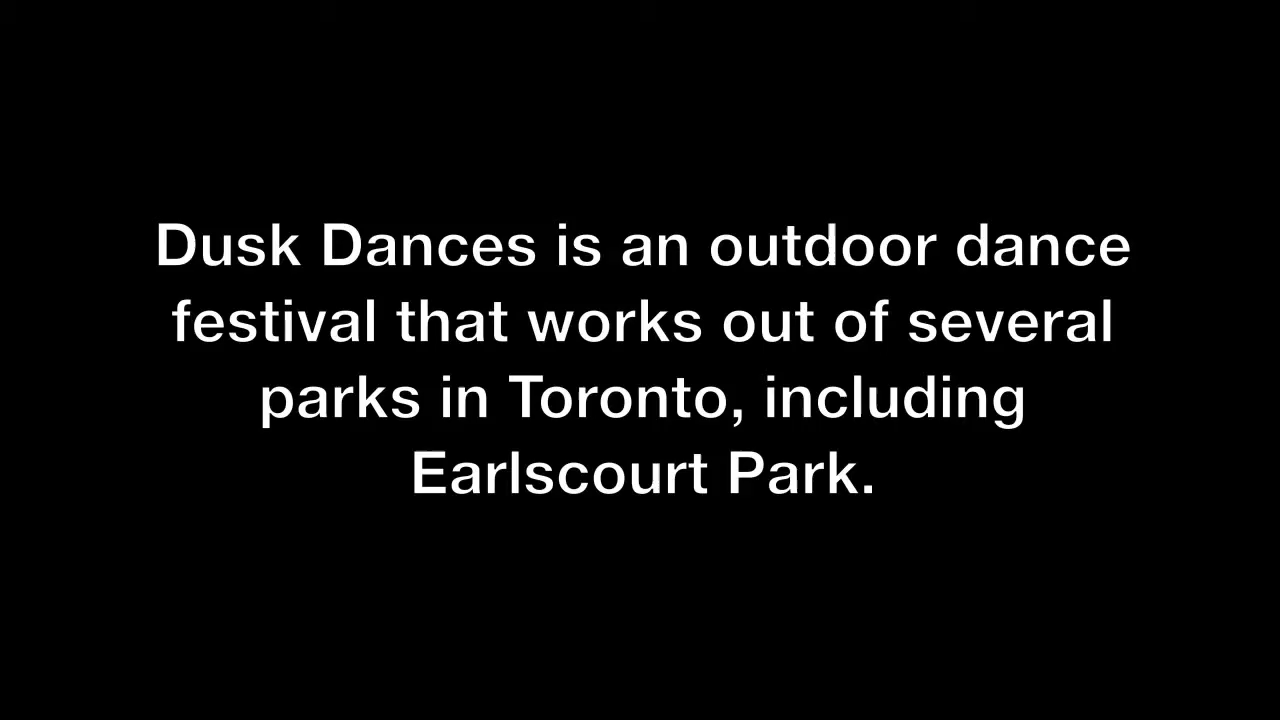 Dusk Dances is an outdoor dance
festival that works out of several
parks in Toronto, including
Earlscourt Park.